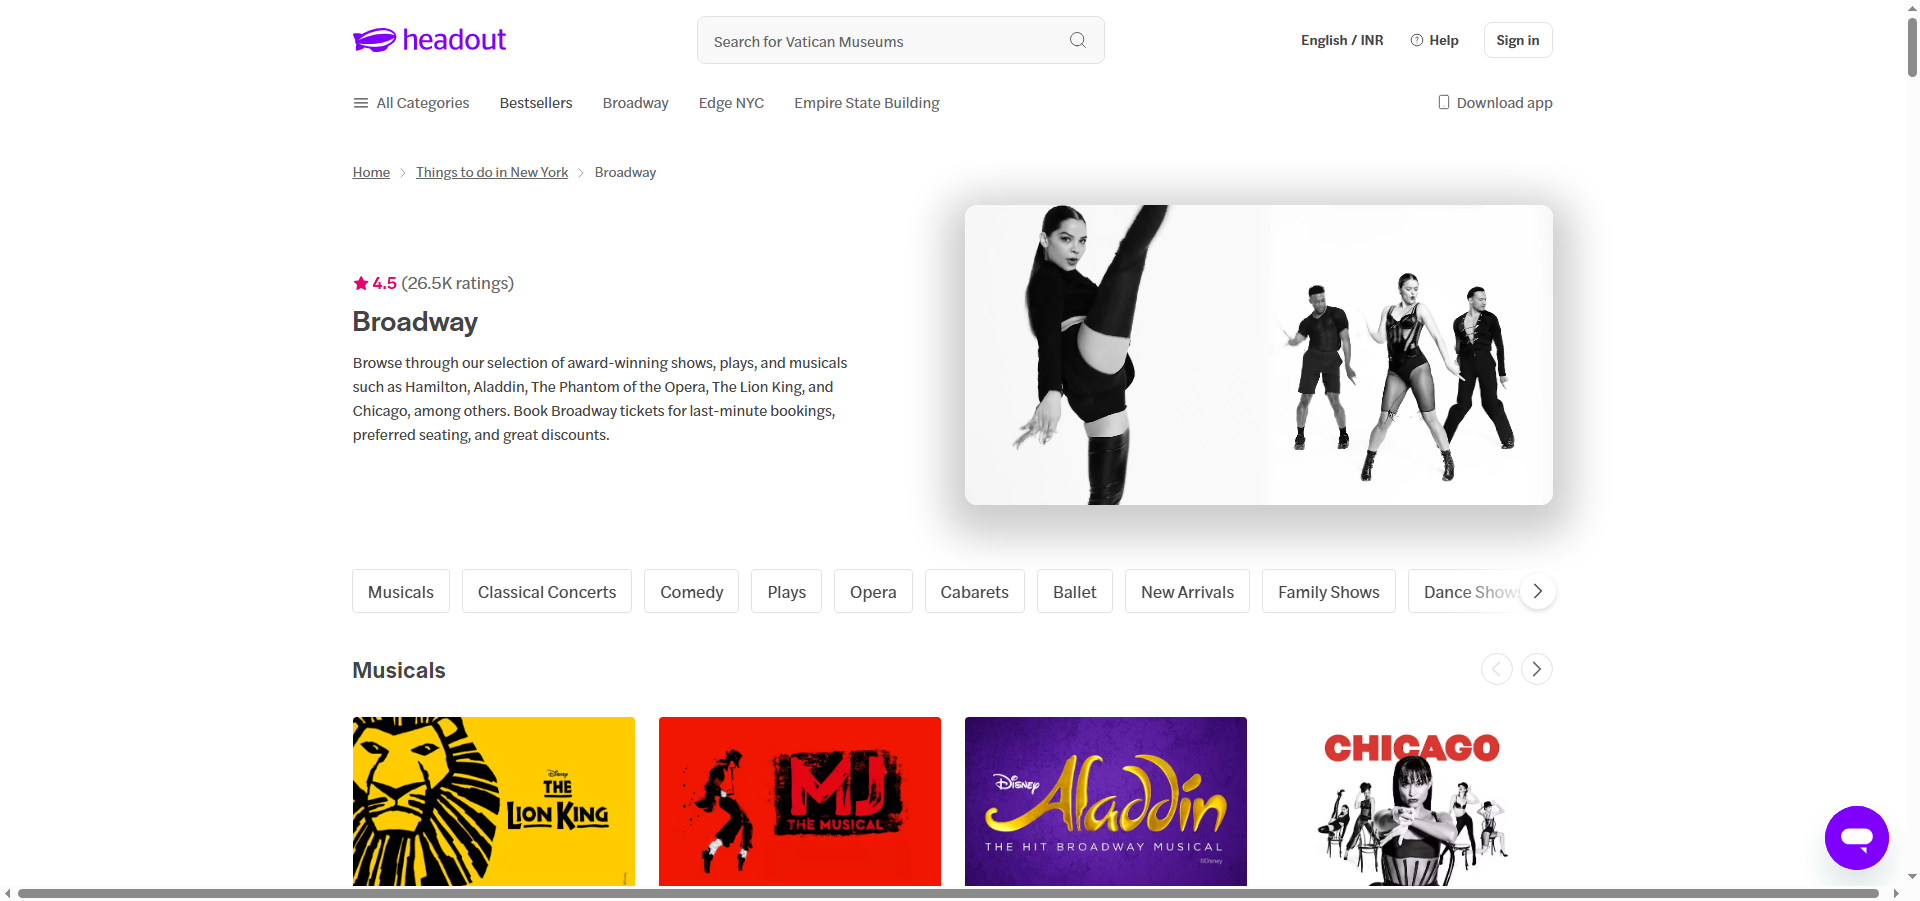 headout
Search for Vatican Museums
English / INR
Help
Sign in
All Categories
Bestsellers
Broadway
Edge NYC
Empire State Building
Download app
Home
Things to do in New York
Broadway
4.5 (26.5K ratings)
Broadway
Browse through our selection of award-winning shows, plays, and musicals
such as Hamilton, Aladdin, The Phantom of the Opera, The Lion King, and
Chicago, among others. Book Broadway tickets for last-minute bookings,
preferred seating, and great discounts.
Musicals
Classical Concerts
Comedy
Plays
Opera
Cabarets
Ballet
New Arrivals
Family Shows
Dance Shows
Musicals
Disney
THE
LION KING
MJ
THE MUSICAL
Disney
Aladdin
THE HIT BROADWAY MUSICAL
©Disney
CHICAGO